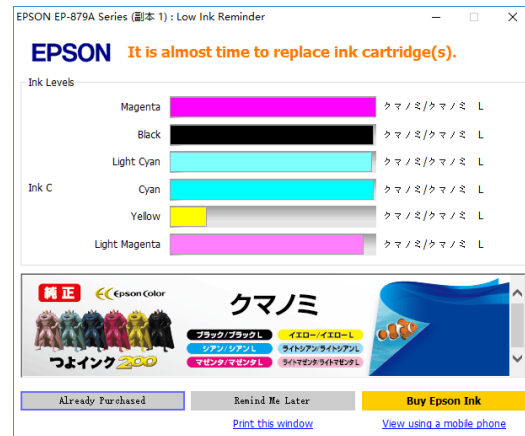 EPSON EP-879A Series (副本 1) : Low Ink Reminder
EPSON It is almost time to replace ink cartridge(s).
Ink Levels
Magenta クマノミ/クマノミ L
Black クマノミ/クマノミ L
Light Cyan クマノミ/クマノミ L
Ink C Cyan クマノミ/クマノミ L
Yellow クマノミ/クマノミ L
Light Magenta クマノミ/クマノミ L
純正 Epson Color
クマノミ
ブラック/ブラックL イエロー/イエローL
シアン/シアンL ライトシアン/ライトシアンL
マゼンタ/マゼンタL ライトマゼンタ/ライトマゼンタL
つよインク200
Already Purchased Remind Me Later Buy Epson Ink
Print this window View using a mobile phone